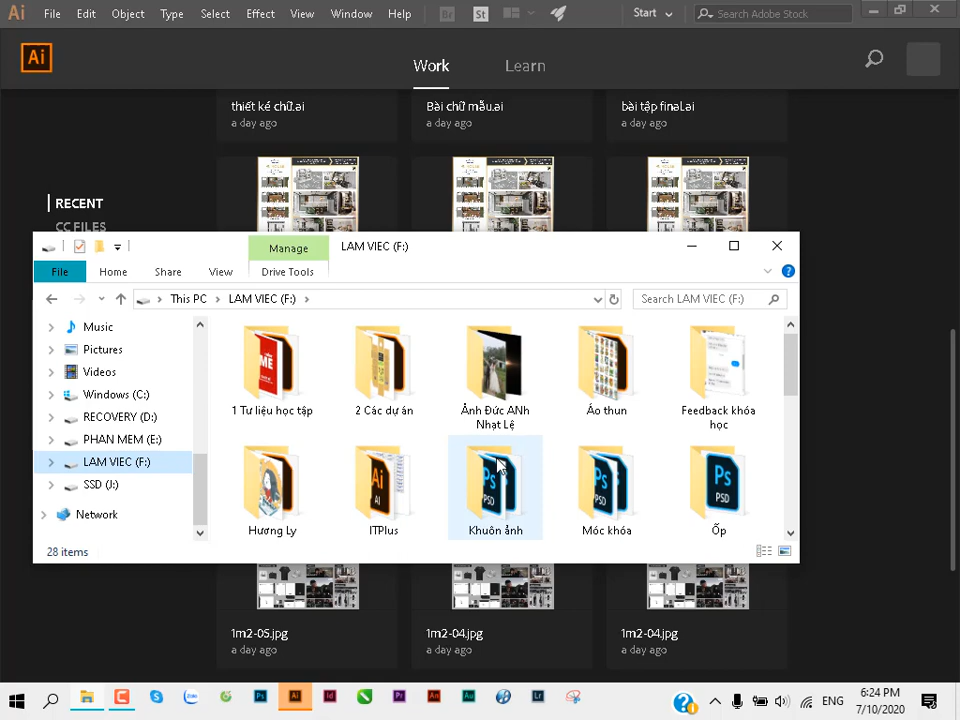 Ai File Edit Object Type Select Effect View Window Help Br St Start Search Adobe Stock
Ai Work Learn
thiết kế chữ.ai Bài chữ mẫu.ai bài tập final.ai
a day ago a day ago a day ago
RECENT
CC FILES
Manage LAM VIEC (F:)
File Home Share View Drive Tools
This PC LAM VIEC (F:) Search LAM VIEC (F:)
Music
Pictures
Videos
Windows (C:)
RECOVERY (D:)
PHAN MEM (E:)
LAM VIEC (F:)
SSD (J:)
Network
1 Tư liệu học tập 2 Các dự án Ảnh Đức ANh Nhạt Lệ Áo thun Feedback khóa học
Hương Ly ITPlus Khuôn ảnh Móc khóa Ốp
28 items
1m2-05.jpg 1m2-04.jpg 1m2-04.jpg
a day ago a day ago a day ago
ENG 6:24 PM
7/10/2020